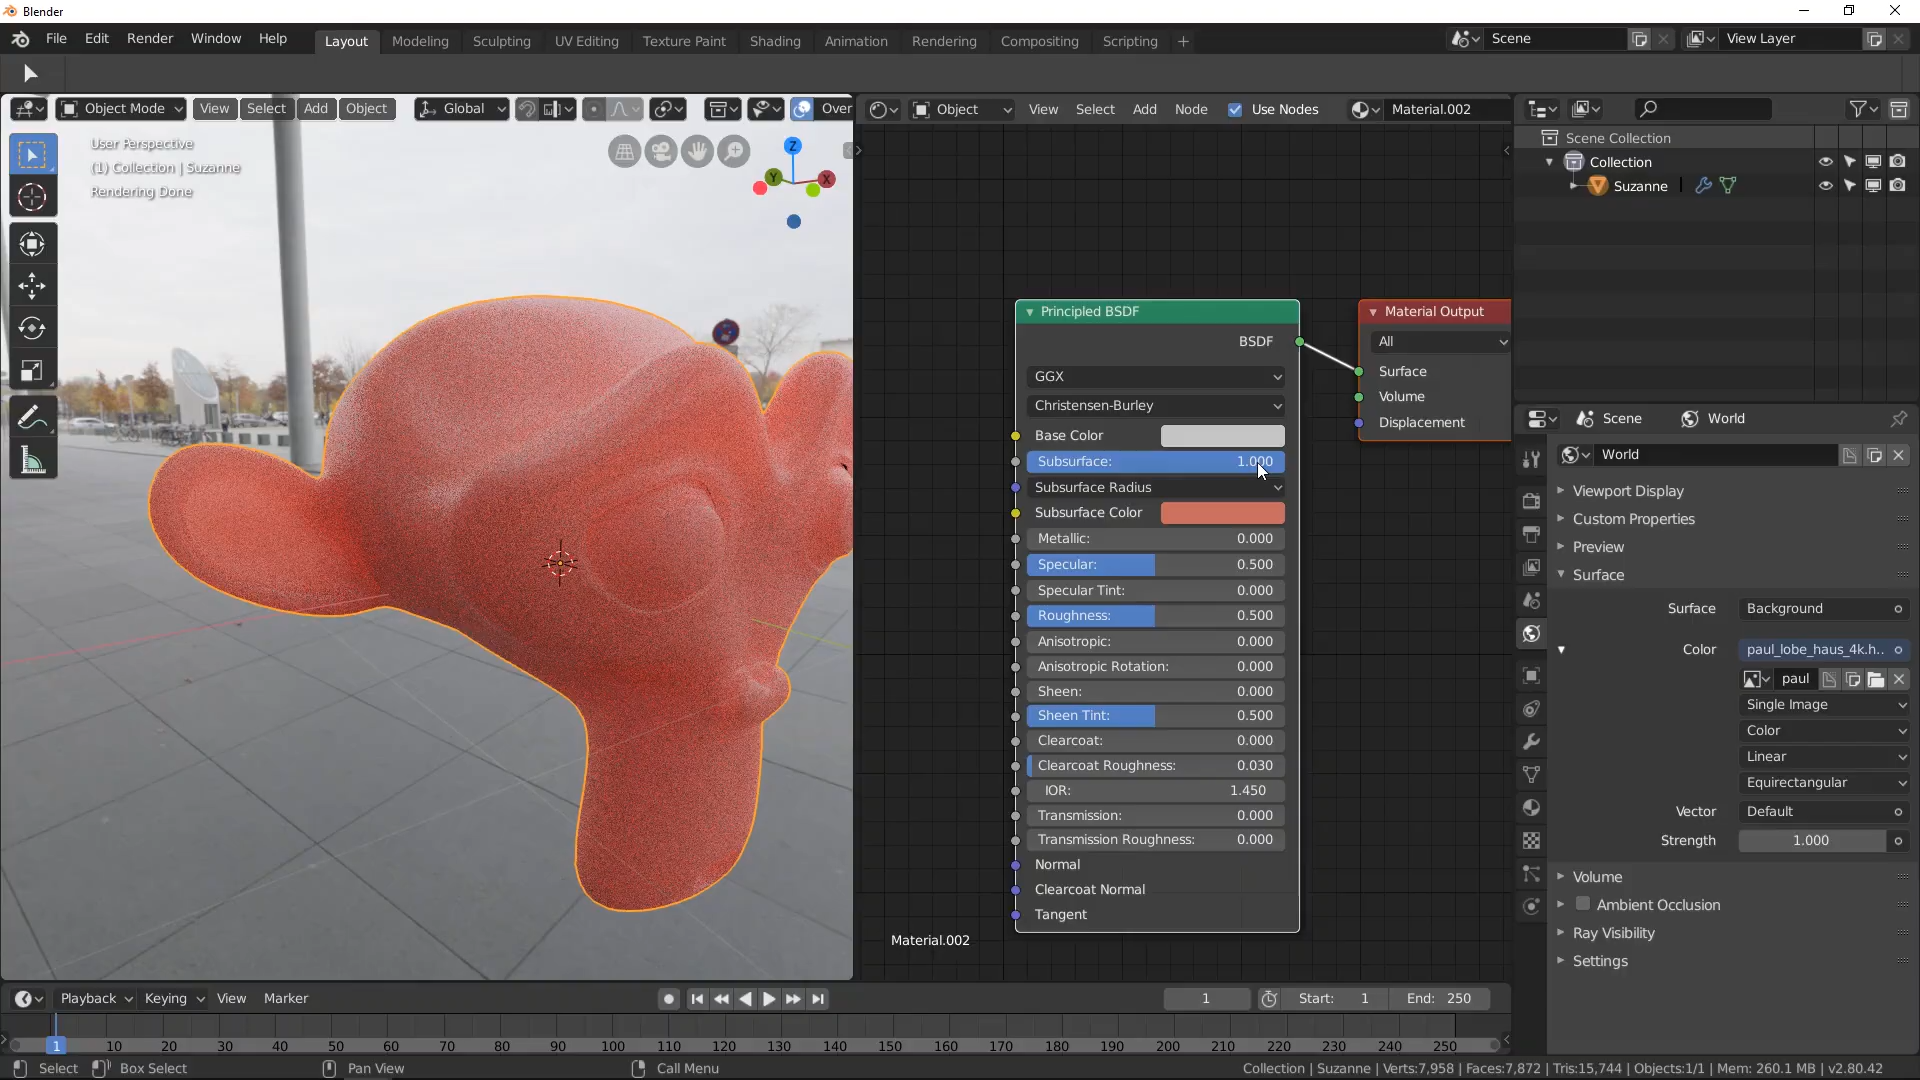 Blender
File Edit Render Window Help Layout Modeling Sculpting UV Editing Texture Paint Shading Animation Rendering Compositing Scripting + Scene View Layer
Object Mode View Select Add Object Global Over
Object View Select Add Node Use Nodes Material.002
User Perspective
(1) Collection | Suzanne
Rendering Done
Z
Y
X
Principled BSDF
BSDF
GGX
Christensen-Burley
Base Color
Subsurface: 1.000
Subsurface Radius
Subsurface Color
Metallic: 0.000
Specular: 0.500
Specular Tint: 0.000
Roughness: 0.500
Anisotropic: 0.000
Anisotropic Rotation: 0.000
Sheen: 0.000
Sheen Tint: 0.500
Clearcoat: 0.000
Clearcoat Roughness: 0.030
IOR: 1.450
Transmission: 0.000
Transmission Roughness: 0.000
Normal
Clearcoat Normal
Tangent
Material.002
Material Output
All
Surface
Volume
Displacement
Scene Collection
Collection
Suzanne
Scene World
World
Viewport Display
Custom Properties
Preview
Surface
Surface Background
Color paul_lobe_haus_4k.h..
paul
Single Image
Color
Linear
Equirectangular
Vector Default
Strength 1.000
Volume
Ambient Occlusion
Ray Visibility
Settings
Playback Keying View Marker 1 Start: 1 End: 250
1 10 20 30 40 50 60 70 80 90 100 110 120 130 140 150 160 170 180 190 200 210 220 230 240 250
Select Box Select Pan View Call Menu Collection | Suzanne | Verts:7,958 | Faces:7,872 | Tris:15,744 | Objects:1/1 | Mem: 260.1 MB | v2.80.42